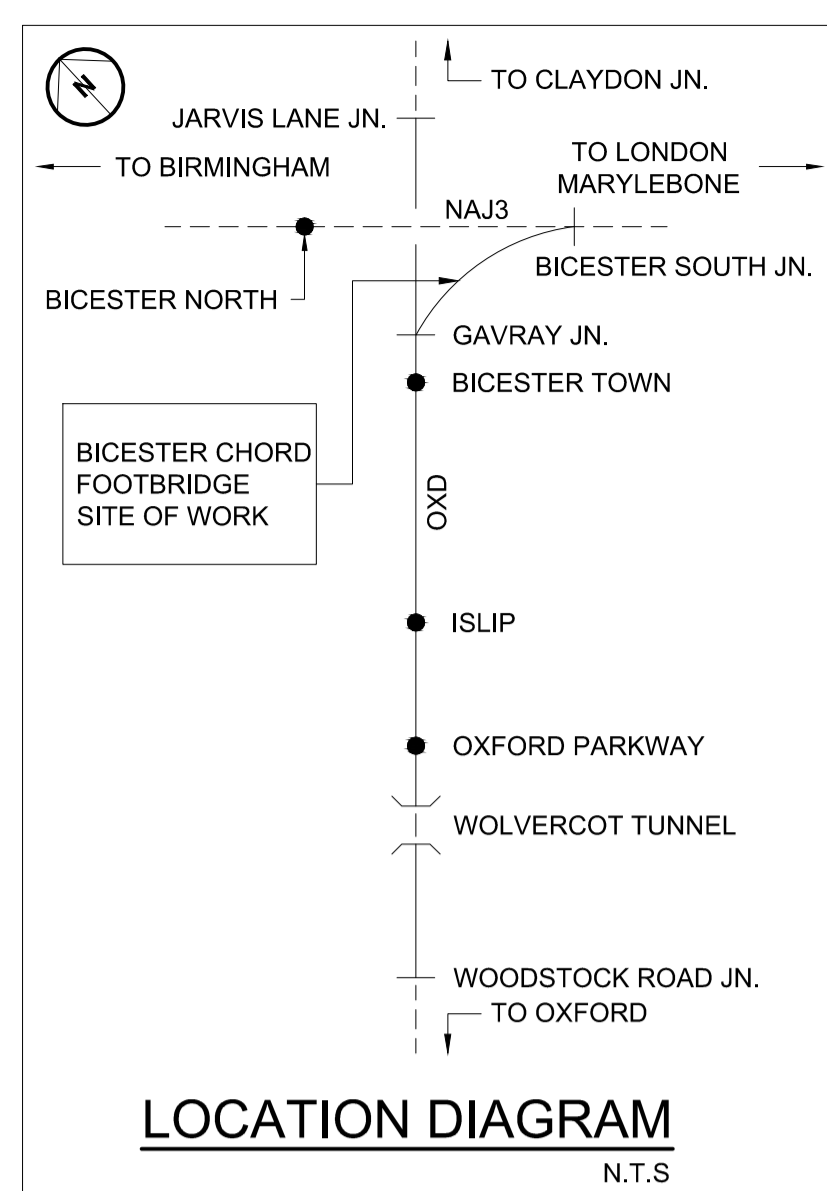 N
TO CLAYDON JN.
JARVIS LANE JN.
TO BIRMINGHAM
TO LONDON
MARYLEBONE
NAJ3
BICESTER SOUTH JN.
BICESTER NORTH
GAVRAY JN.
BICESTER TOWN
BICESTER CHORD
FOOTBRIDGE
SITE OF WORK
OXD
ISLIP
OXFORD PARKWAY
WOLVERCOT TUNNEL
WOODSTOCK ROAD JN.
TO OXFORD
LOCATION DIAGRAM
N.T.S